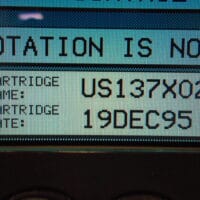 OTATION IS NO
ARTRIDGE
AME: US137X02
ARTRIDGE
ATE: 19DEC95